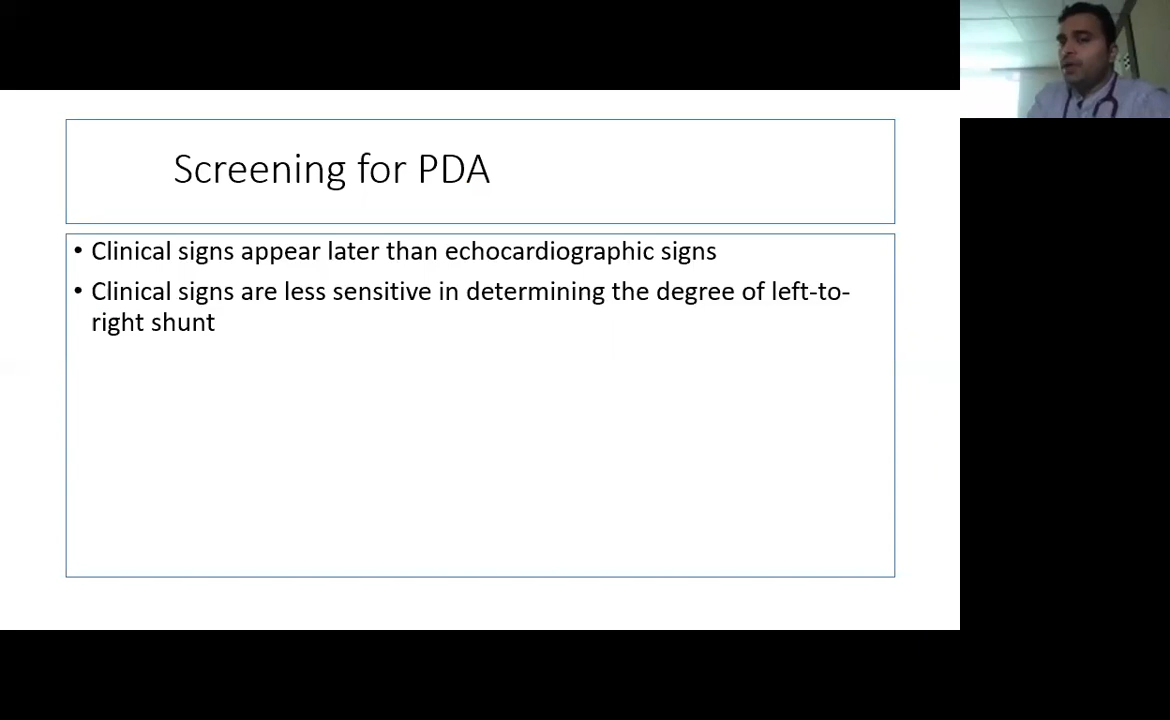 Screening for PDA
• Clinical signs appear later than echocardiographic signs
• Clinical signs are less sensitive in determining the degree of left-to-
right shunt